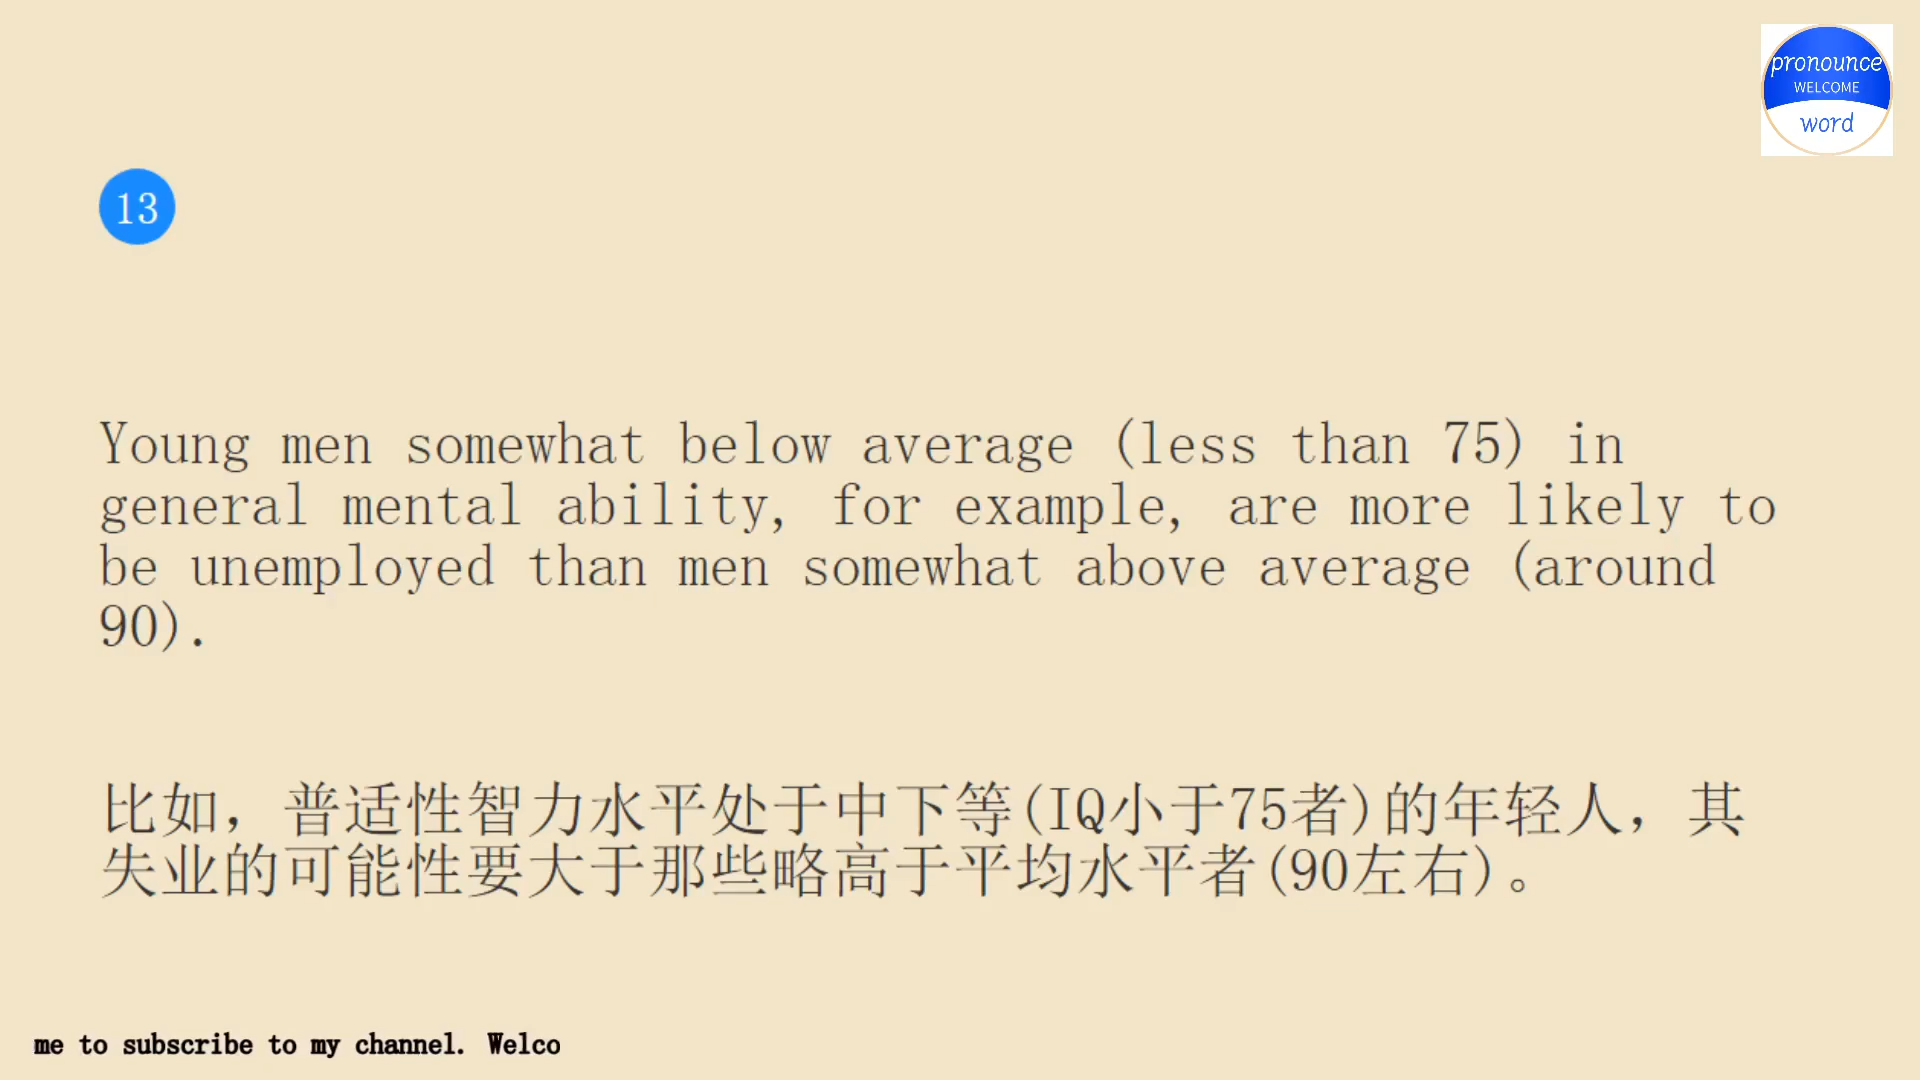 pronounce
WELCOME
word
13
Young men somewhat below average (less than 75) in
general mental ability, for example, are more likely to
be unemployed than men somewhat above average (around
90).
比如，普适性智力水平处于中下等(IQ小于75者)的年轻人，其
失业的可能性要大于那些略高于平均水平者(90左右)。
me to subscribe to my channel. Welco